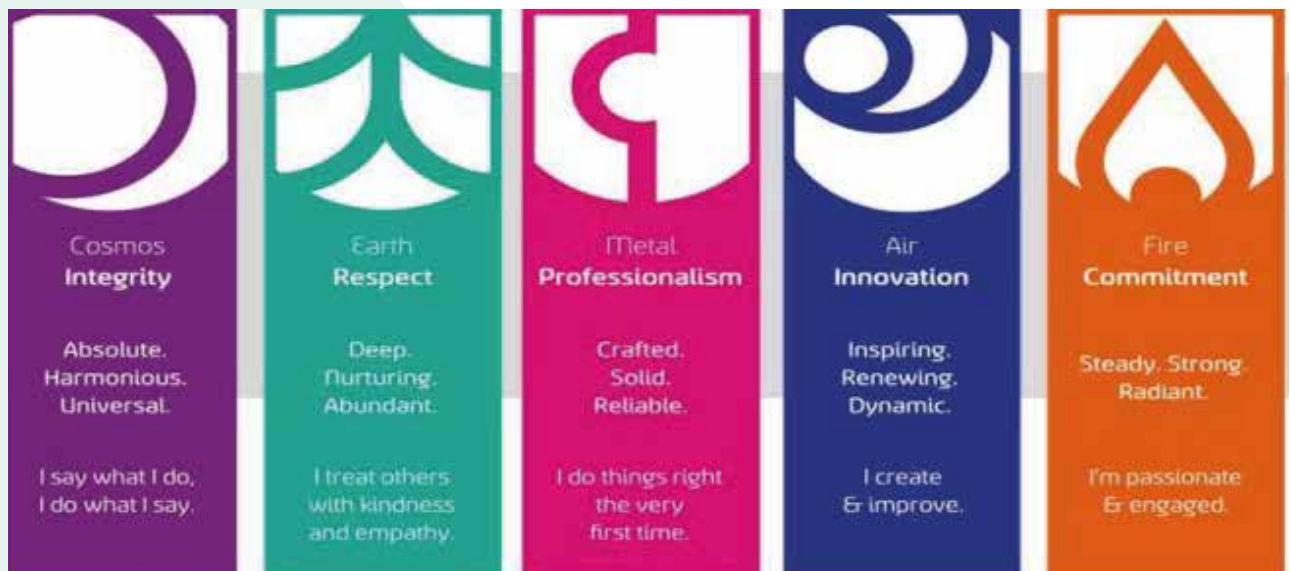 Cosmos
Integrity
Absolute.
Harmonious.
Universal.
I say what I do,
I do what I say.
Earth
Respect
Deep.
Nurturing.
Abundant.
I treat others
with kindness
and empathy.
Metal
Professionalism
Crafted.
Solid.
Reliable.
I do things right
the very
first time.
Air
Innovation
Inspiring.
Renewing.
Dynamic.
I create
& improve.
Fire
Commitment
Steady. Strong.
Radiant.
I'm passionate
& engaged.